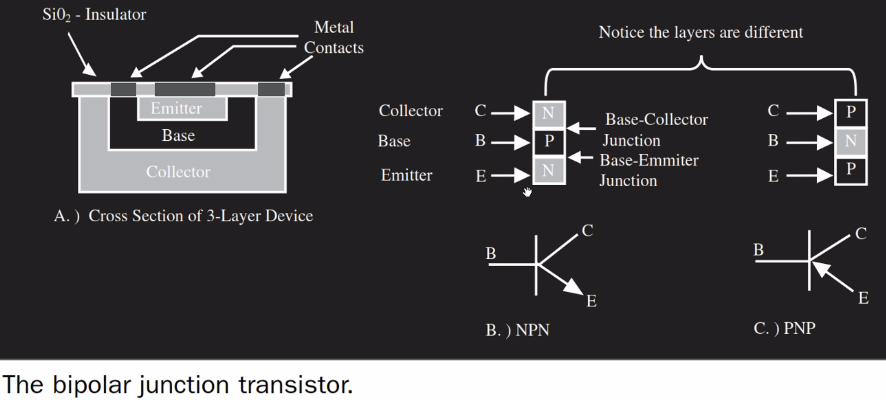 SiO₂ - Insulator
Metal
Contacts
Emitter
Base
Collector
A. ) Cross Section of 3-Layer Device
Notice the layers are different
Collector C N
Base B P
Emitter E N
Base-Collector
Junction
Base-Emmiter
Junction
C P
B N
E P
B C
E
B. ) NPN
B C
E
C. ) PNP
The bipolar junction transistor.